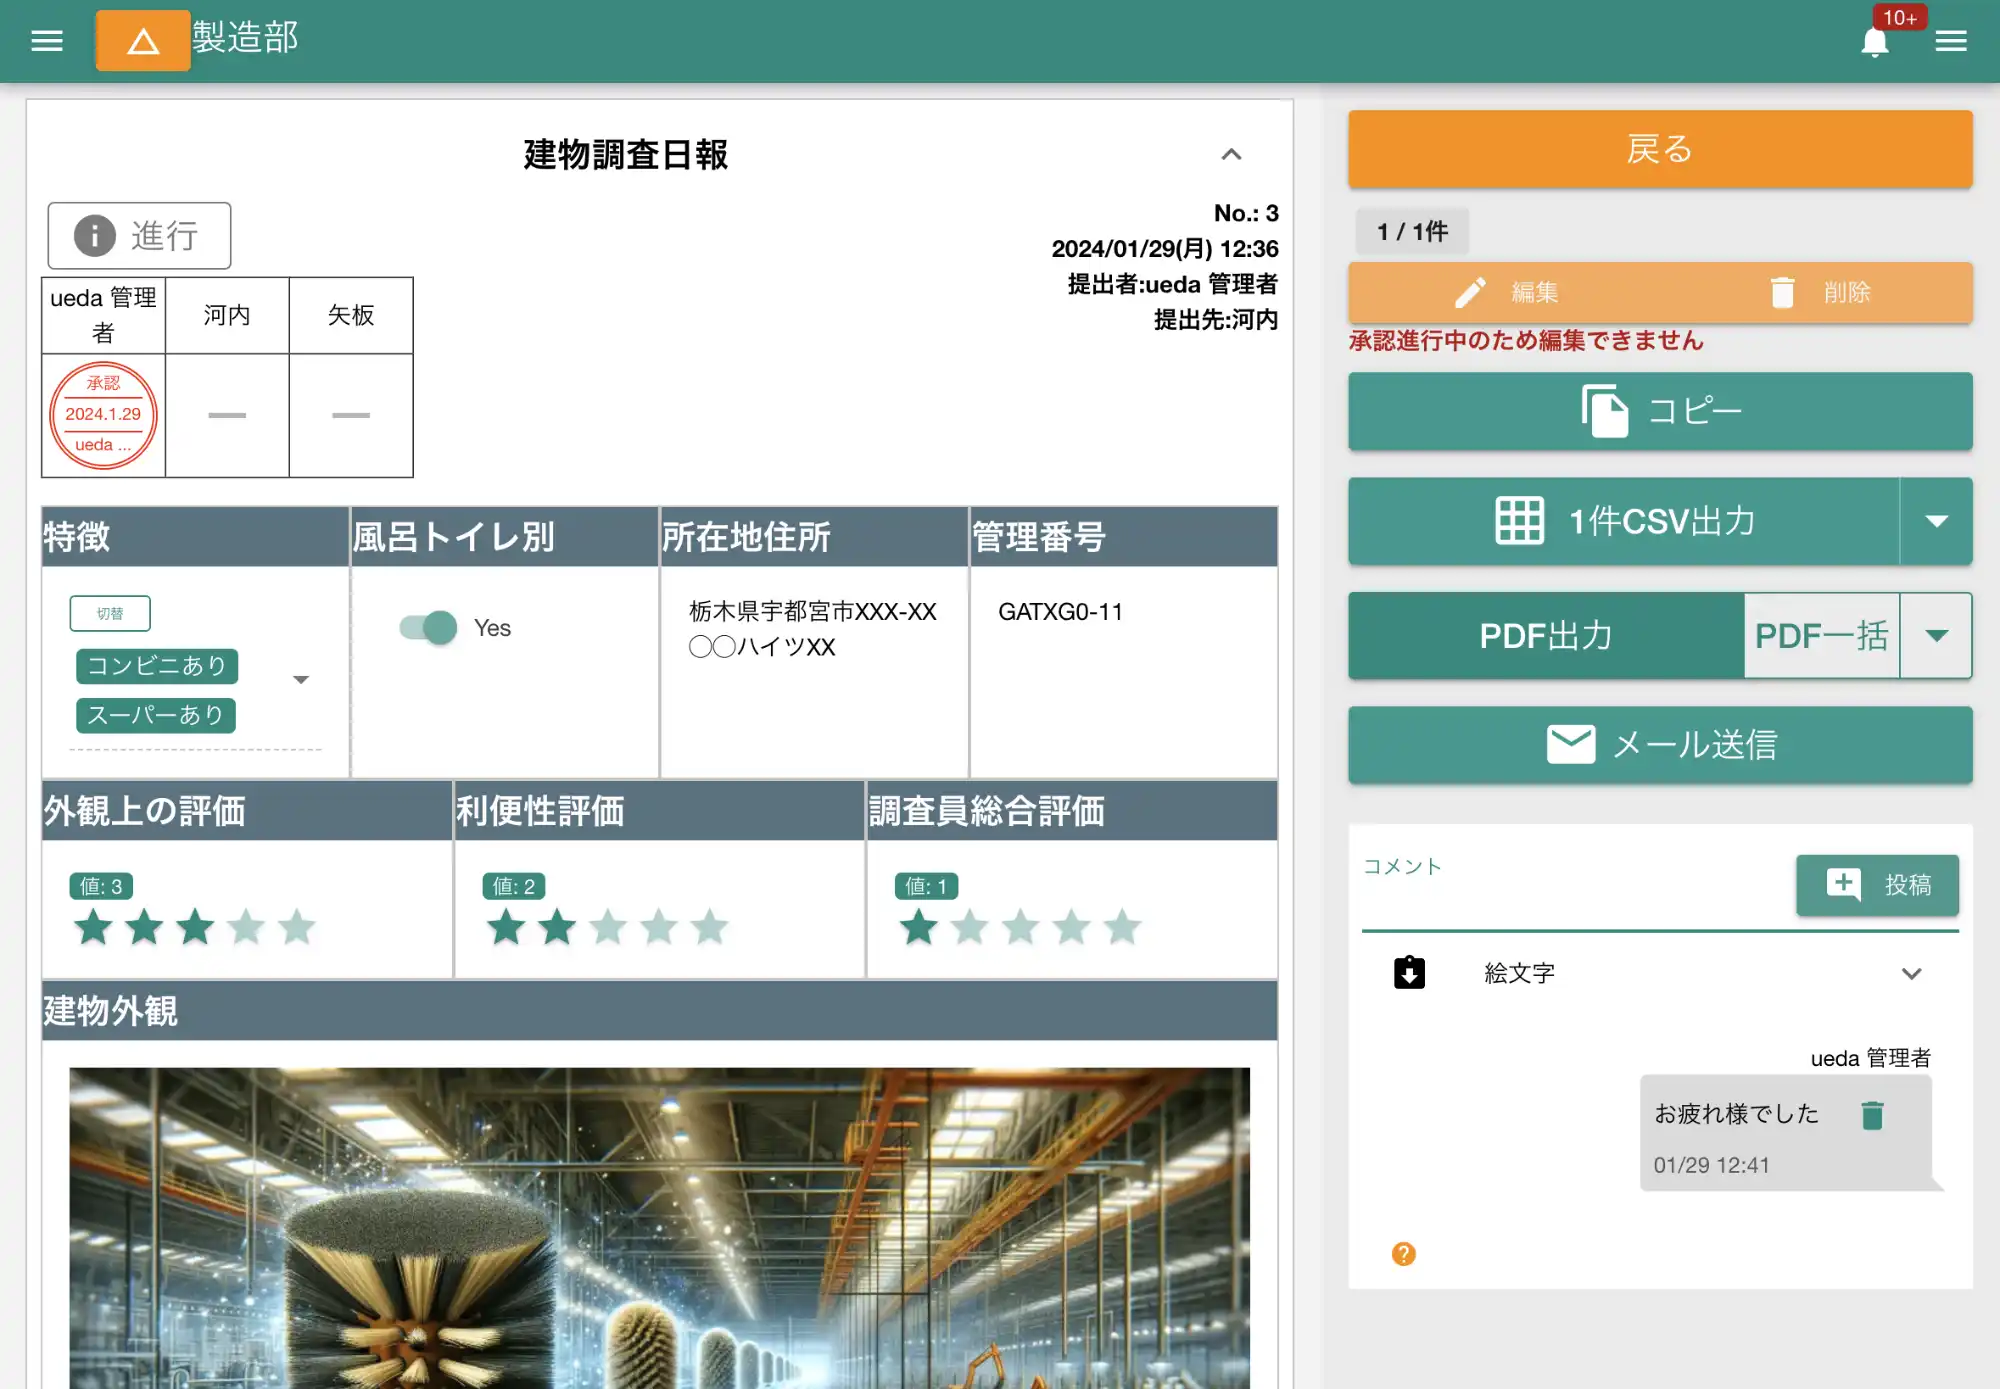 製造部
10+
建物調査日報
進行
No.: 3
2024/01/29(月) 12:36
提出者:ueda 管理者
提出先:河内
ueda 管理者
河内
矢板
承認
2024.1.29
ueda ...
特徴
風呂トイレ別
所在地住所
管理番号
切替
コンビニあり
スーパーあり
Yes
栃木県宇都宮市XXX-XX
◯◯ハイツXX
GATXG0-11
外観上の評価
利便性評価
調査員総合評価
値: 3
値: 2
値: 1
建物外観
戻る
1 / 1件
編集
削除
承認進行中のため編集できません
コピー
1件CSV出力
PDF出力
PDF一括
メール送信
コメント
投稿
絵文字
ueda 管理者
お疲れ様でした
01/29 12:41